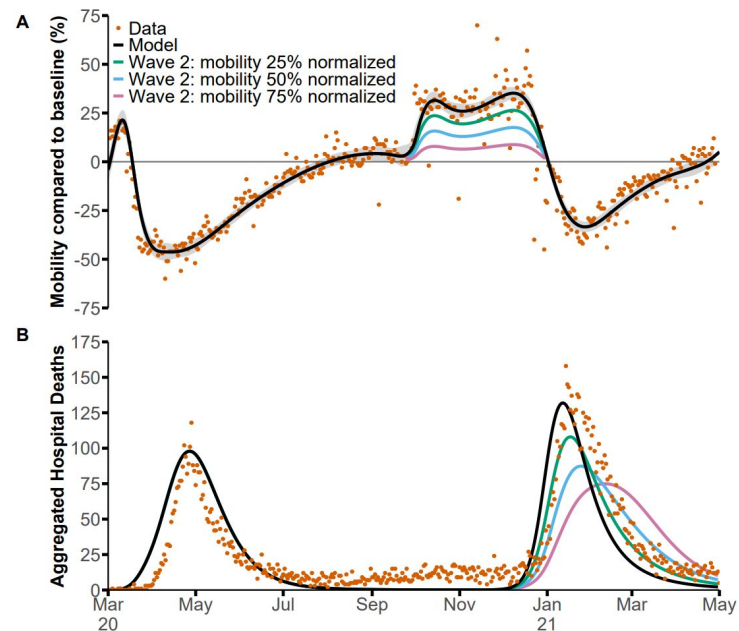 A
Mobility compared to baseline (%)
75
50
25
0
-25
-50
-75
Data
Model
Wave 2: mobility 25% normalized
Wave 2: mobility 50% normalized
Wave 2: mobility 75% normalized
B
Aggregated Hospital Deaths
175
150
125
100
75
50
25
0
Mar May Jul Sep Nov Jan Mar May
20 21